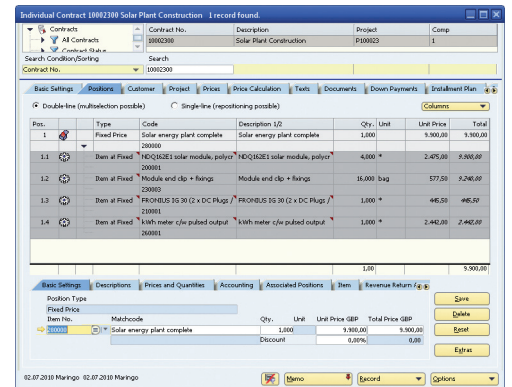 Individual Contract 10002300 Solar Plant Construction 1 record found.
Contracts
All Contracts
Contract Status
Contract No. Description Project Comp
10002300 Solar Plant Construction P100023 1
Search Condition/Sorting Search
Contract No. 10002300
Basic Settings Positions Customer Project Prices Price Calculation Texts Documents Down Payments Installment Plan
Double-line (multiselection possible) Single-line (repositioning possible) Columns
Pos. Type Code Description 1/2 Qty. Unit Unit Price Total
1 Fixed Price Solar energy plant complete Solar energy plant complete 1,000 9.900,00 9.900,00
280000
1.1 Item at Fixed NDQ162E1 solar module, polycr NDQ162E1 solar module, polycr 4,000 * 2.475,00 9.900,00
200001
1.2 Item at Fixed Module end clip + fixings Module end clip + fixings 16,000 bag 577,50 9.240,00
230003
1.3 Item at Fixed FRONIUS IG 30 (2 x DC Plugs / FRONIUS IG 30 (2 x DC Plugs / 1,000 * 445,50 445,50
210001
1.4 Item at Fixed kWh meter c/w pulsed output kWh meter c/w pulsed output 1,000 * 2.442,00 2.442,00
260001
1,00 9.900,00
Basic Settings Descriptions Prices and Quantities Accounting Associated Positions Item Revenue Return
Position Type
Fixed Price
Item No. Matchcode Qty. Unit Unit Price GBP Total Price GBP
280000 Solar energy plant complete 1,000 9.900,00 9.900,00
Discount 0,00% 0,00
Save
Delete
Reset
Extras
02.07.2010 Maringo 02.07.2010 Maringo Memo Record Options